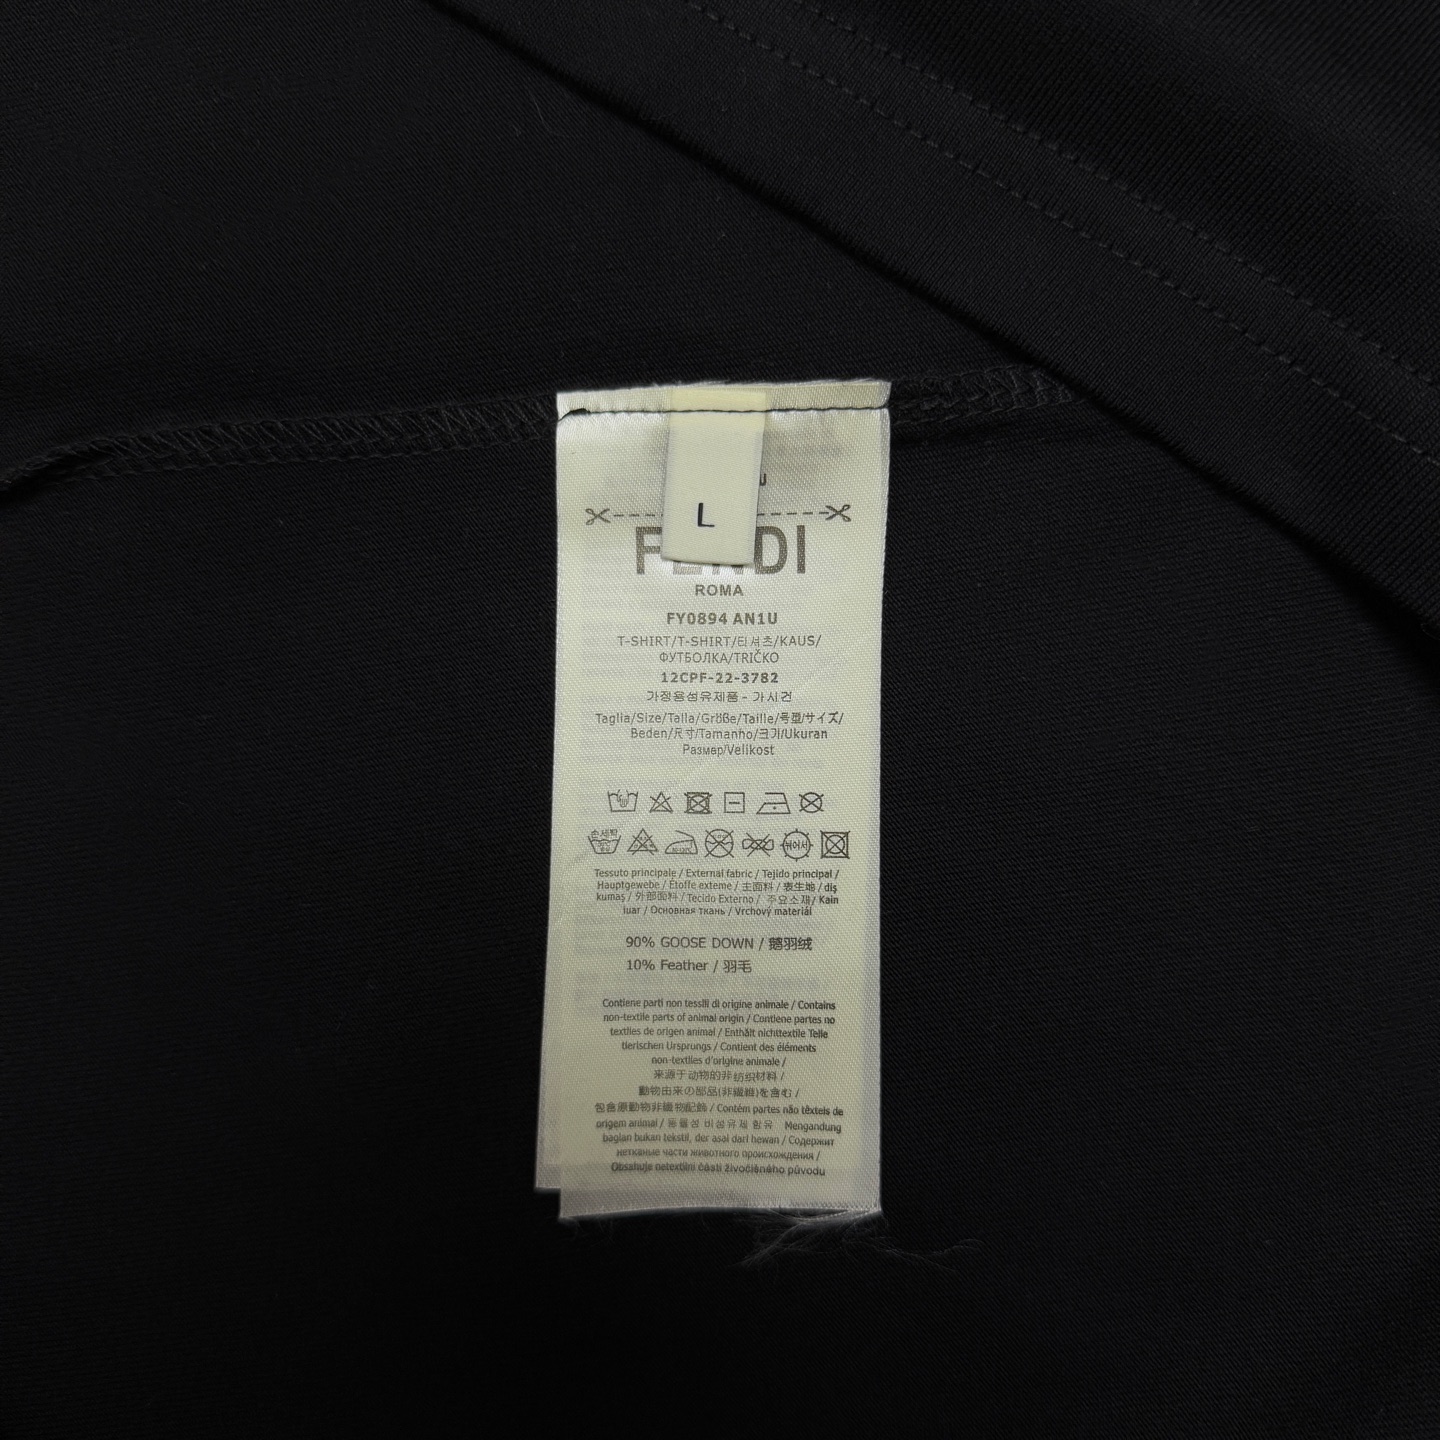 L
FENDI
ROMA
FY0894 AN1U
T-SHIRT/T-SHIRT/티셔츠/KAUS/
ФУТБОЛКА/TRIČKO
12CPF-22-3782
가정용섬유제품 - 가시건
Taglia/Size/Talla/Größe/Taille/号型/サイズ/
Beden/尺寸/Tamanho/크기/Ukuran
Размер/Velikost
손세탁
뉘어서
Tessuto principale / External fabric / Tejido principal /
Hauptgewebe / Étoffe externe / 主面料 / 表生地 / dış
kumaş / 外部面料 / Tecido Externo / 주요소재/ Kain
luar / Основная ткань / Vrchový materiál
90% GOOSE DOWN / 鹅羽绒
10% Feather / 羽毛
Contiene parti non tessili di origine animale / Contains
non-textile parts of animal origin / Contiene partes no
textiles de origen animal / Enthält nichttextile Teile
tierischen Ursprungs / Contient des éléments
non-textiles d'origine animale /
来源于动物的非纺织材料 /
動物由来の部品(非繊維)を含む /
包含源動物非纖物配飾 / Contém partes não têxteis de
origem animal / 동물성 비섬유제 함유 Mengandung
bagian bukan tekstil, der asal dari hewan / Содержит
нетканые части животного происхождения /
Obsahuje netextilní části živočišného původu